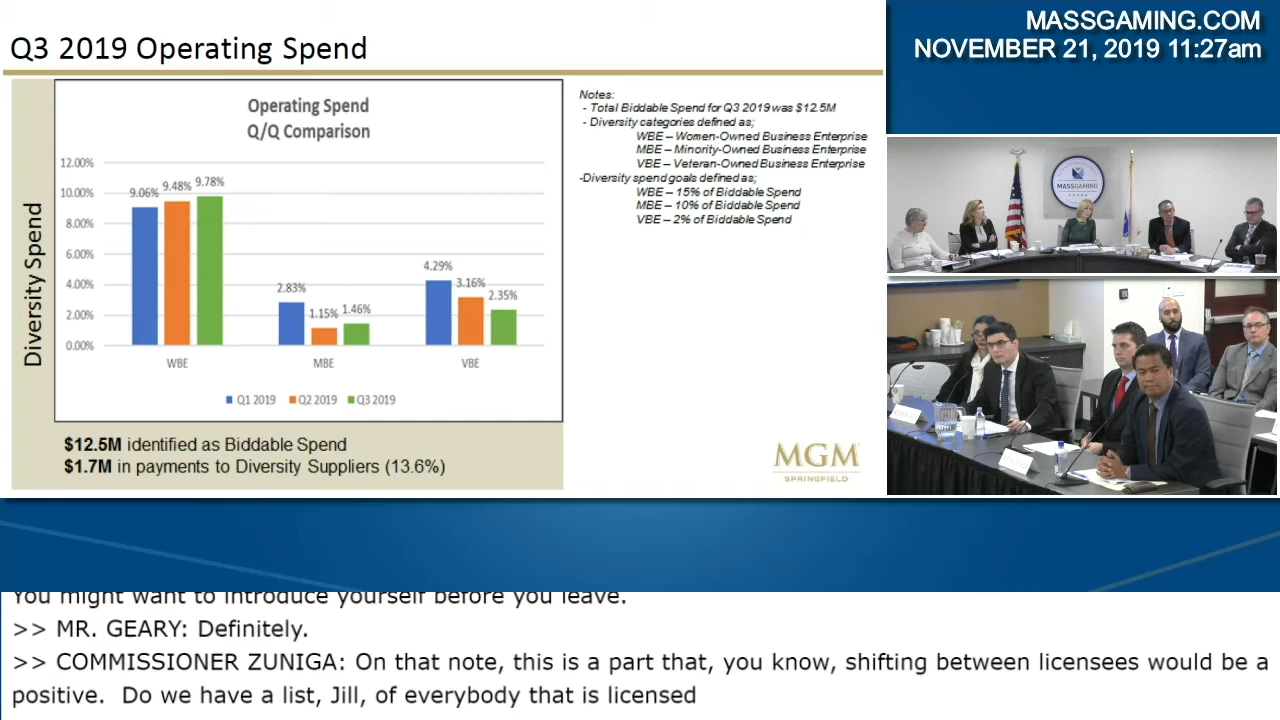 Q3 2019 Operating Spend
MASSGAMING.COM
NOVEMBER 21, 2019 11:27am
Operating Spend
Q/Q Comparison
Diversity Spend
12.00%
10.00%
8.00%
6.00%
4.00%
2.00%
0.00%
9.06% 9.48% 9.78%
2.83% 1.15% 1.46%
4.29% 3.16% 2.35%
WBE MBE VBE
Q1 2019 Q2 2019 Q3 2019
$12.5M identified as Biddable Spend
$1.7M in payments to Diversity Suppliers (13.6%)
Notes:
- Total Biddable Spend for Q3 2019 was $12.5M
- Diversity categories defined as;
WBE – Women-Owned Business Enterprise
MBE – Minority-Owned Business Enterprise
VBE – Veteran-Owned Business Enterprise
-Diversity spend goals defined as;
WBE – 15% of Biddable Spend
MBE – 10% of Biddable Spend
VBE – 2% of Biddable Spend
MGM
SPRINGFIELD
MASSGAMING
You might want to introduce yourself before you leave.
>> MR. GEARY: Definitely.
>> COMMISSIONER ZUNIGA: On that note, this is a part that, you know, shifting between licensees would be a
positive. Do we have a list, Jill, of everybody that is licensed